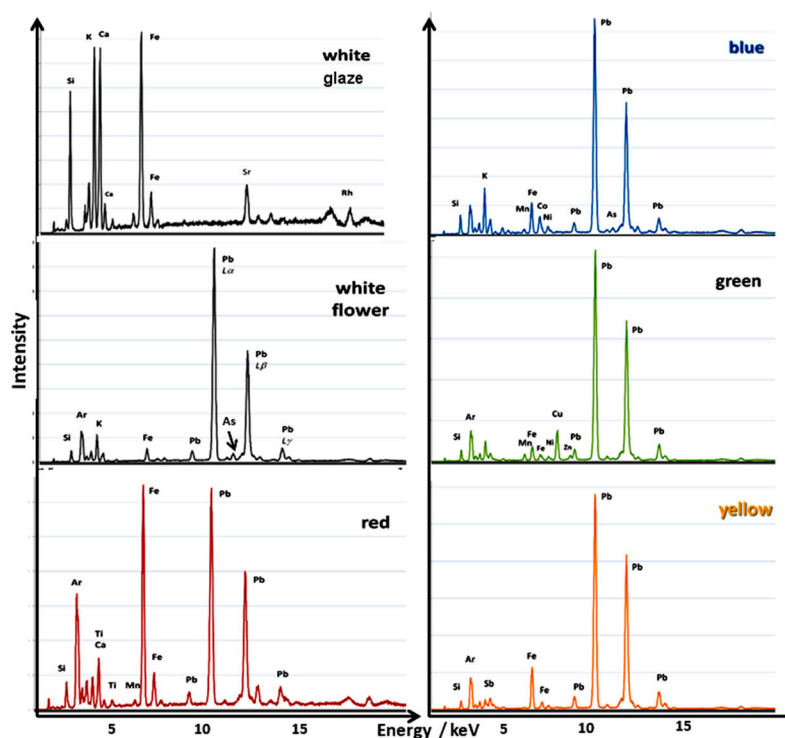 Intensity
white
glaze
Si
K
Ca
Ca
Fe
Fe
Sr
Rh
white
flower
Si
Ar
K
Fe
Pb
Pb
Lα
As
Pb
Lβ
Pb
Lγ
red
Si
Ar
Ti
Ca
Ti
Mn
Fe
Fe
Pb
Pb
Pb
Pb
5
10
15
blue
Si
K
Mn
Fe
Co
Ni
Pb
Pb
As
Pb
Pb
green
Si
Ar
Mn
Fe
Fe
Ni
Cu
Zn
Pb
Pb
Pb
Pb
yellow
Si
Ar
Sb
Fe
Fe
Pb
Pb
Pb
Pb
5
10
15
Energy / keV